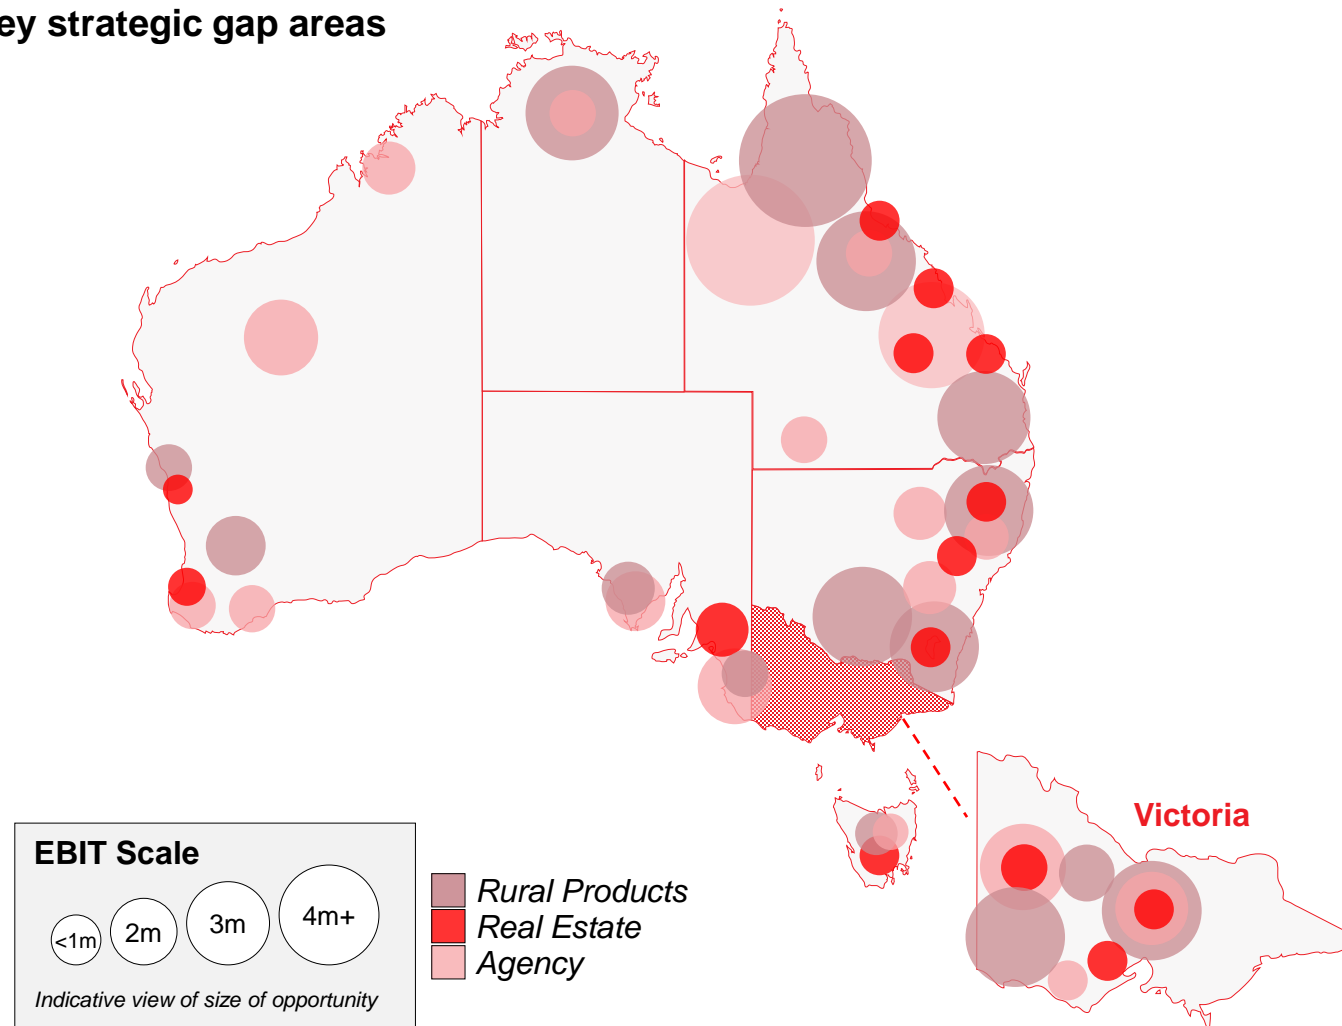 ey strategic gap areas
Victoria
EBIT Scale
<1m 2m 3m 4m+
Indicative view of size of opportunity
Rural Products
Real Estate
Agency